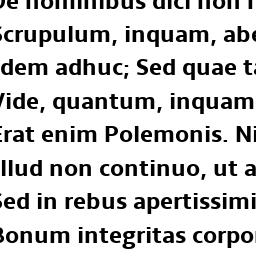 De hominibus dici non
Scrupulum, inquam, abe
Idem adhuc; Sed quae ta
Vide, quantum, inquam
Erat enim Polemonis. Ni
Illud non continuo, ut a
Sed in rebus apertissimi
Bonum integritas corpo